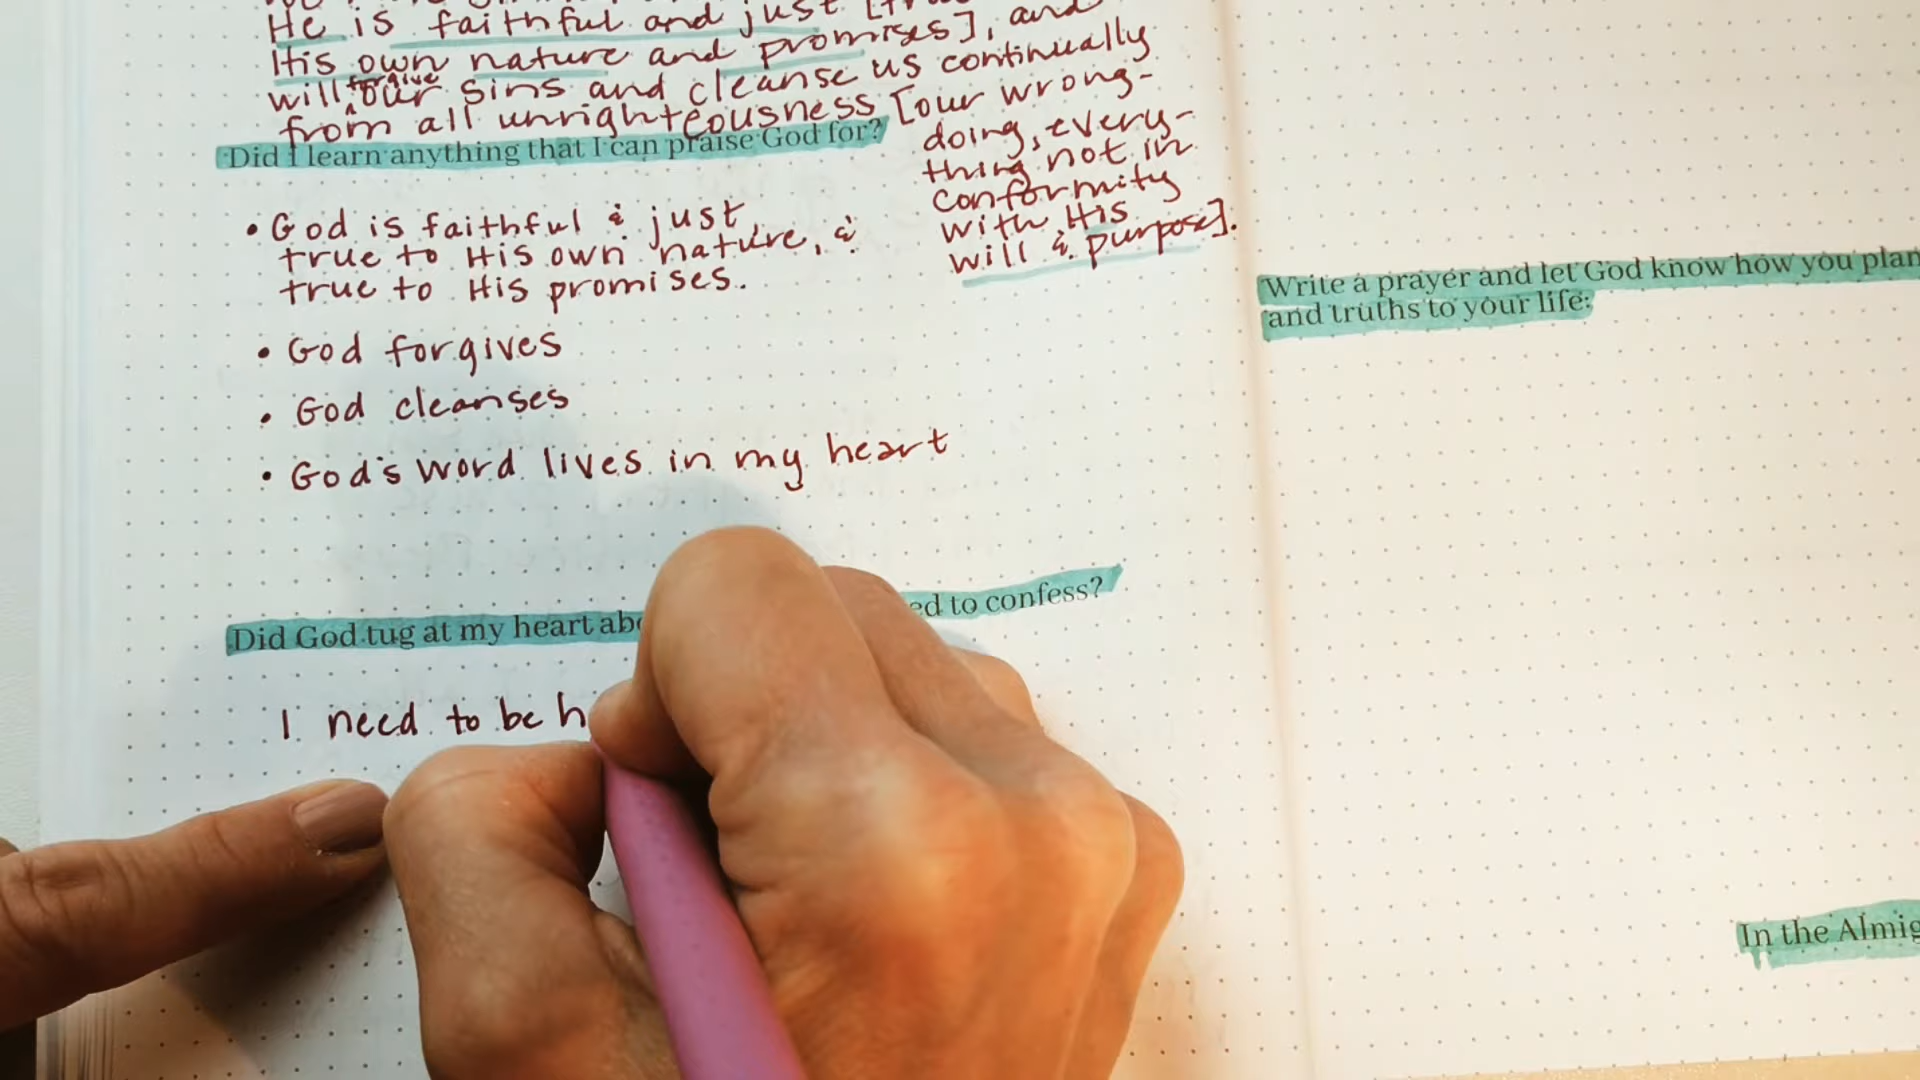 He is faithful and just
His own nature and promises], and
will forgive our sins and cleanse us continually
from all unrighteousness [our wrong-
doing, every-
thing not in
conformity
with His
will & purpose].
Did I learn anything that I can praise God for?
• God is faithful & just,
true to His own nature, &
true to His promises.
• God forgives
• God cleanses
• God's word lives in my heart
Did God tug at my heart
to confess?
I need to be h
Write a prayer and let God know how you plan
and truths to your life:
In the